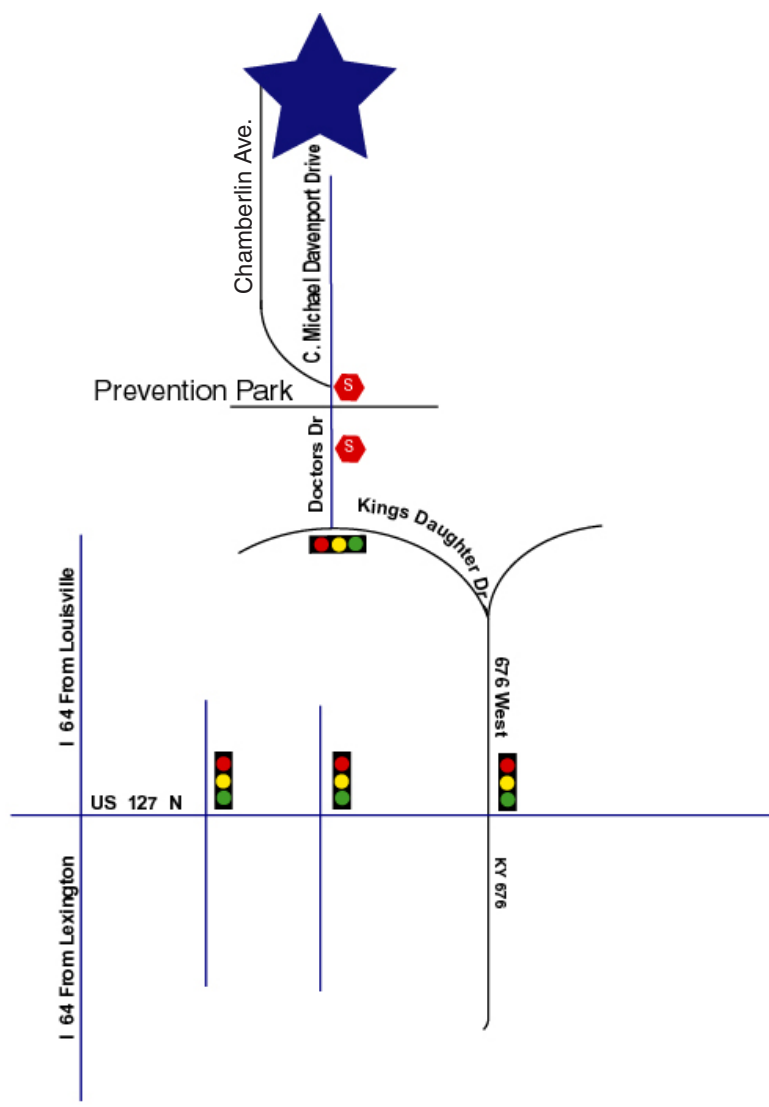 Chamberlin Ave.
C. Michael Davenport Drive
Prevention Park
S
Doctors Dr
S
Kings Daughter Dr
I 64 From Louisville
676 West
US 127 N
I 64 From Lexington
KY 676